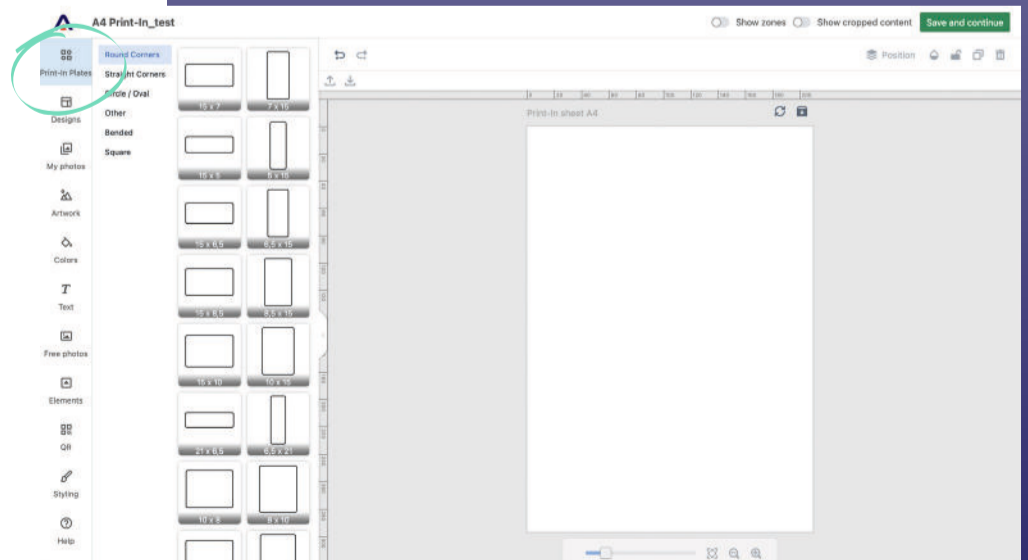 A4 Print-In_test
Show zones
Show cropped content
Save and continue
Print-In Plates
Designs
My photos
Artwork
Colors
Text
Free photos
Elements
QR
Styling
Help
Round Corners
Straight Corners
Circle / Oval
Other
Bended
Square
15 x 7
7 x 15
15 x 5
5 x 15
15 x 6,5
6,5 x 15
15 x 8,5
8,5 x 15
15 x 10
10 x 15
21 x 6,5
6,5 x 21
10 x 8
8 x 10
Position
Print-In sheet A4